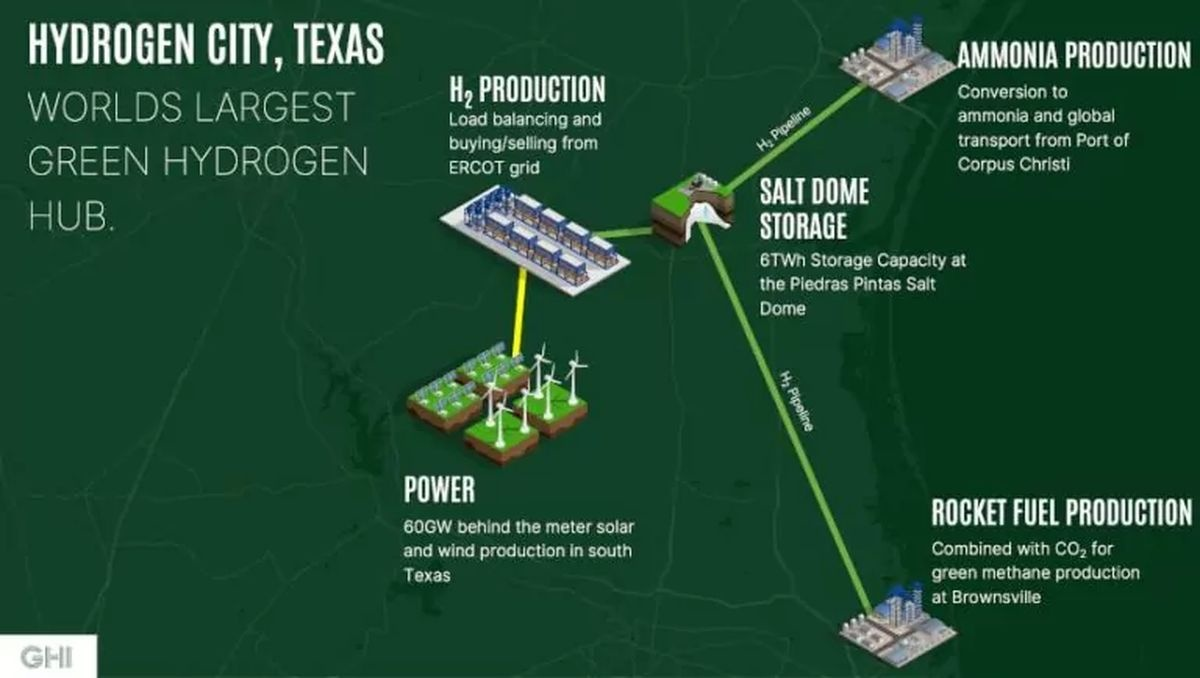 HYDROGEN CITY, TEXAS
WORLDS LARGEST
GREEN HYDROGEN
HUB.
H₂ PRODUCTION
Load balancing and
buying/selling from
ERCOT grid
AMMONIA PRODUCTION
Conversion to
ammonia and global
transport from Port of
Corpus Christi
H₂ Pipeline
SALT DOME
STORAGE
6TWh Storage Capacity at
the Piedras Pintas Salt
Dome
H₂ Pipeline
POWER
60GW behind the meter solar
and wind production in south
Texas
ROCKET FUEL PRODUCTION
Combined with CO₂ for
green methane production
at Brownsville
GHI